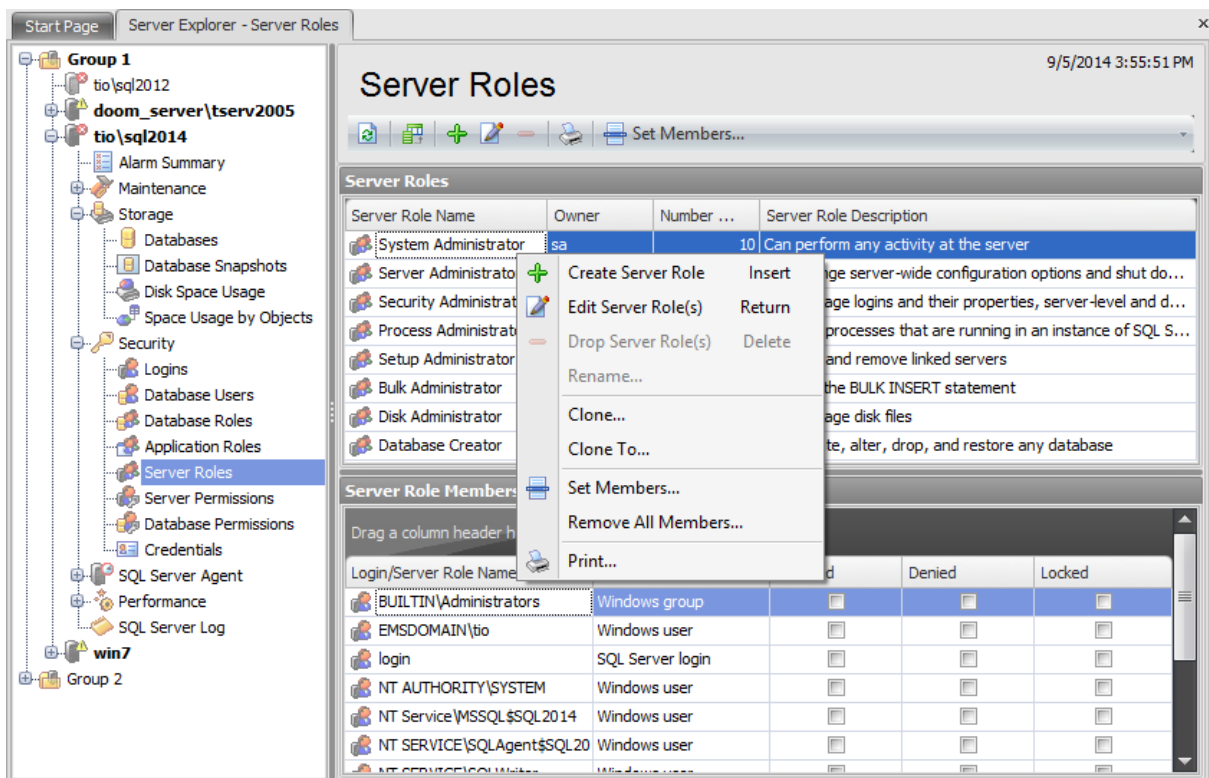 Start Page
Server Explorer - Server Roles
x
Group 1
tio\sql2012
doom_server\tserv2005
tio\sql2014
Alarm Summary
Maintenance
Storage
Databases
Database Snapshots
Disk Space Usage
Space Usage by Objects
Security
Logins
Database Users
Database Roles
Application Roles
Server Roles
Server Permissions
Database Permissions
Credentials
SQL Server Agent
Performance
SQL Server Log
win7
Group 2
9/5/2014 3:55:51 PM
Server Roles
Set Members...
Server Roles
Server Role Name Owner Number ... Server Role Description
System Administrator sa 10 Can perform any activity at the server
Server Administrato nge server-wide configuration options and shut do...
Security Administrat age logins and their properties, server-level and d...
Process Administrat processes that are running in an instance of SQL S...
Setup Administrator and remove linked servers
Bulk Administrator the BULK INSERT statement
Disk Administrator age disk files
Database Creator te, alter, drop, and restore any database
Create Server Role Insert
Edit Server Role(s) Return
Drop Server Role(s) Delete
Rename...
Clone...
Clone To...
Set Members...
Remove All Members...
Print...
Server Role Members
Drag a column header h
Login/Server Role Name d Denied Locked
BUILTIN\Administrators Windows group
EMSDOMAIN\tio Windows user
login SQL Server login
NT AUTHORITY\SYSTEM Windows user
NT Service\MSSQL$SQL2014 Windows user
NT SERVICE\SQLAgent$SQL20 Windows user
NT SERVICE\SQLWriter Windows user